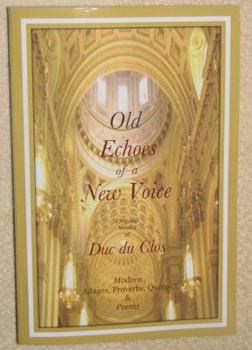 Old
Echoes
of a
New Voice
Original
Works
of
Duc du Clos
Modern
Adages, Proverbs, Quotes,
&
Poems